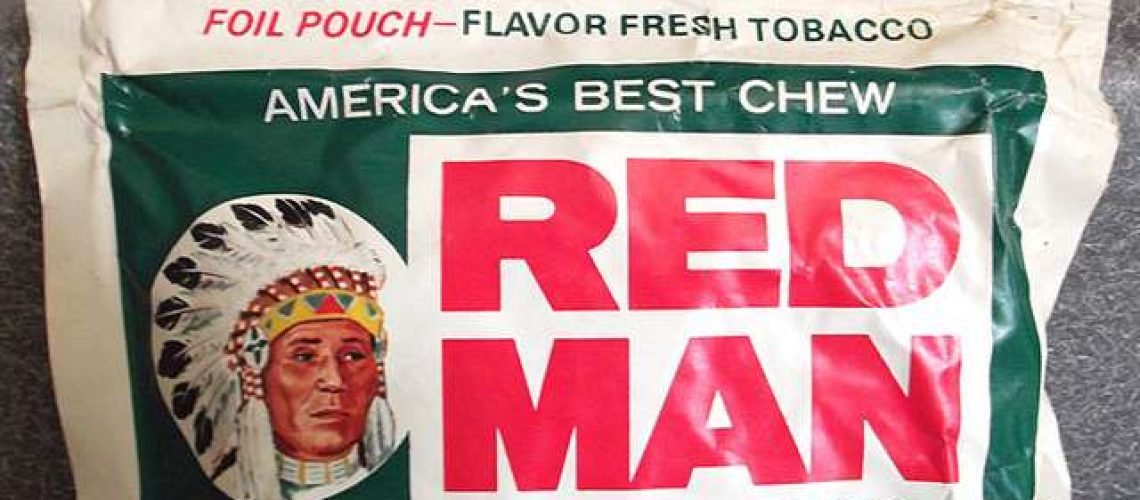 FOIL POUCH—FLAVOR FRESH TOBACCO
AMERICA'S BEST CHEW
RED
MAN